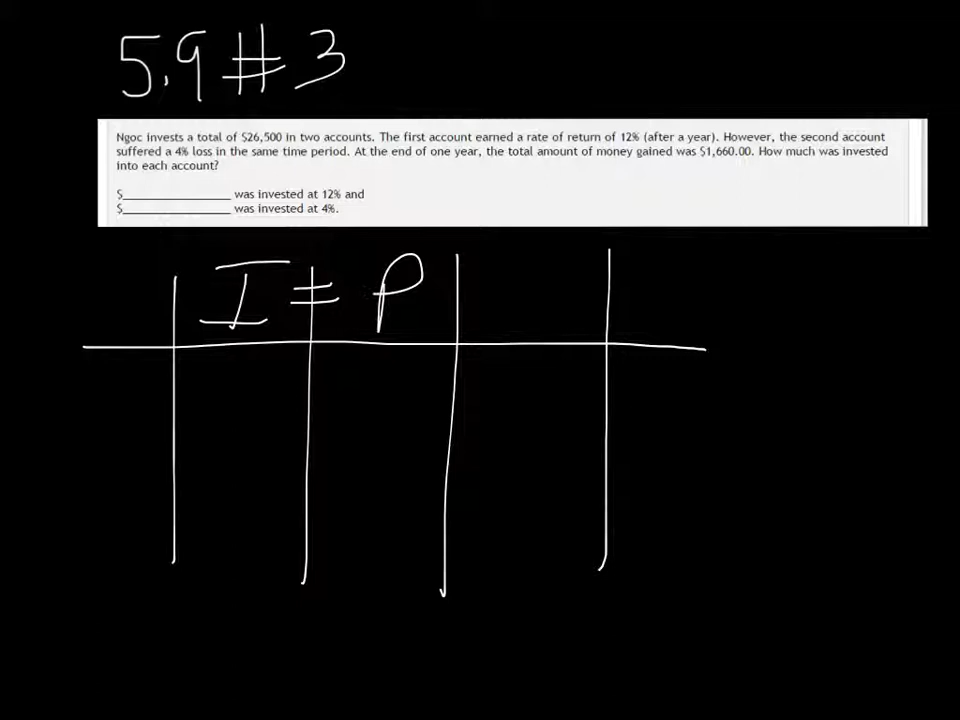 5.9 # 3
Ngoc invests a total of $26,500 in two accounts. The first account earned a rate of return of 12% (after a year). However, the second account
suffered a 4% loss in the same time period. At the end of one year, the total amount of money gained was $1,660.00. How much was invested
into each account?
$________________ was invested at 12% and
$________________ was invested at 4%.
I = P